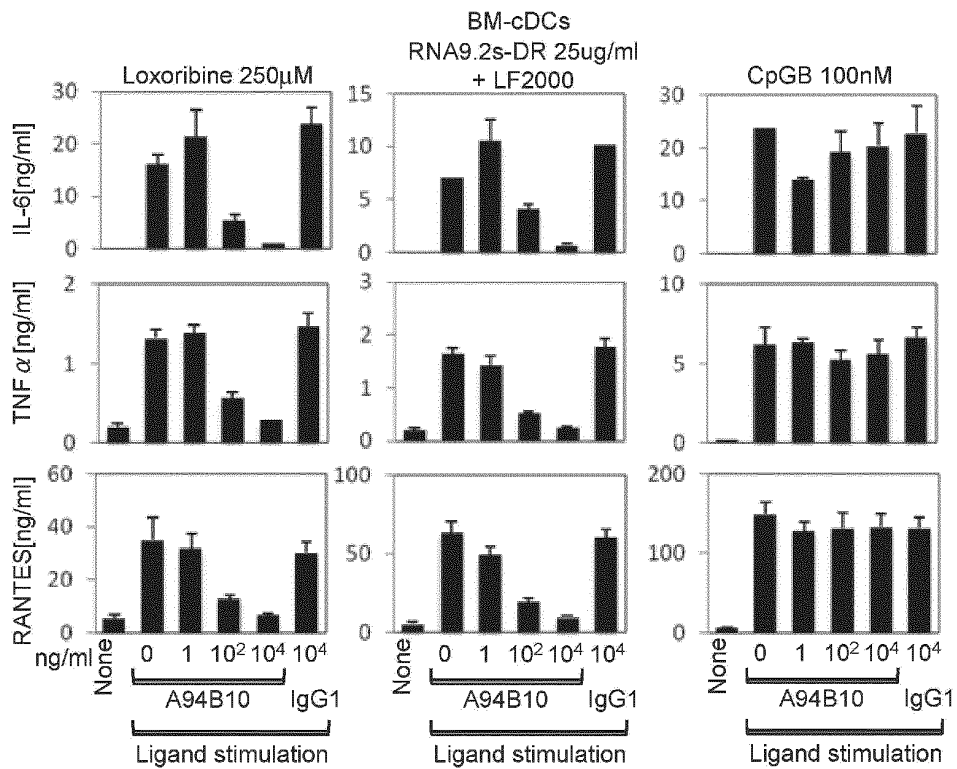 BM-cDCs
Loxoribine 250μM
RNA9.2s-DR 25ug/ml
+ LF2000
CpGB 100nM
IL-6[ng/ml]
30
20
10
0
15
10
5
0
30
20
10
0
TNFα[ng/ml]
2
1
0
3
2
1
0
10
5
0
RANTES[ng/ml]
60
40
20
0
100
50
0
200
100
0
ng/ml
None 0 1 10² 10⁴ 10⁴
None 0 1 10² 10⁴ 10⁴
None 0 1 10² 10⁴ 10⁴
A94B10 IgG1
A94B10 IgG1
A94B10 IgG1
Ligand stimulation
Ligand stimulation
Ligand stimulation